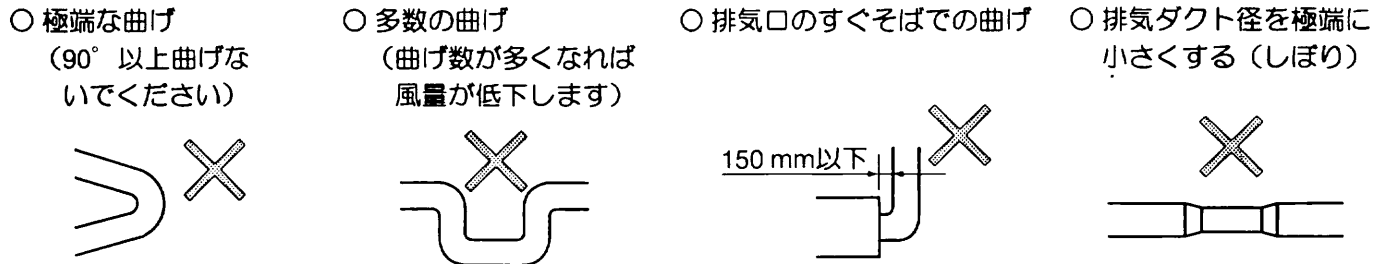 ○ 極端な曲げ
（90°以上曲げな
いでください）
○ 多数の曲げ
（曲げ数が多くなれば
風量が低下します）
○ 排気口のすぐそばでの曲げ
150 mm以下
○ 排気ダクト径を極端に
小さくする（しぼり）